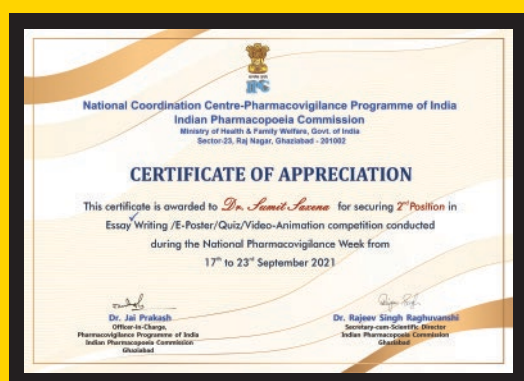 IPC
National Coordination Centre-Pharmacovigilance Programme of India
Indian Pharmacopoeia Commission
Ministry of Health & Family Welfare, Govt. of India
Sector-23, Raj Nagar, Ghaziabad - 201002
CERTIFICATE OF APPRECIATION
This certificate is awarded to Dr. Sumit Saxena for securing 2nd Position in
Essay Writing /E-Poster/Quiz/Video-Animation competition conducted
during the National Pharmacovigilance Week from
17th to 23rd September 2021
Dr. Jai Prakash
Officer-in-Charge,
Pharmacovigilance Programme of India
Indian Pharmacopoeia Commission
Ghaziabad
Dr. Rajeev Singh Raghuvanshi
Secretary-cum-Scientific Director
Indian Pharmacopoeia Commission
Ghaziabad